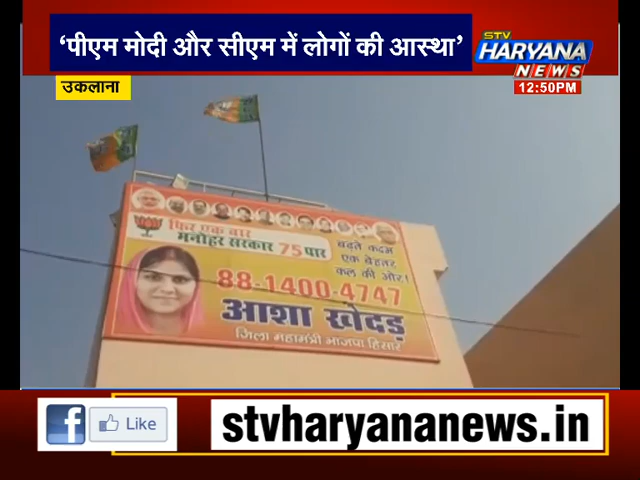 ‘पीएम मोदी और सीएम में लोगों की आस्था’
STV
HARYANA
NEWS
12:50PM
उकलाना
फिर एक बार
मनोहर सरकार 75 पार
बढ़ते कदम
एक बेहतर
कल की ओर!
88-1400-4747
आशा खेदड़
जिला महामंत्री भाजपा, हिसार
f Like
stvharyananews.in